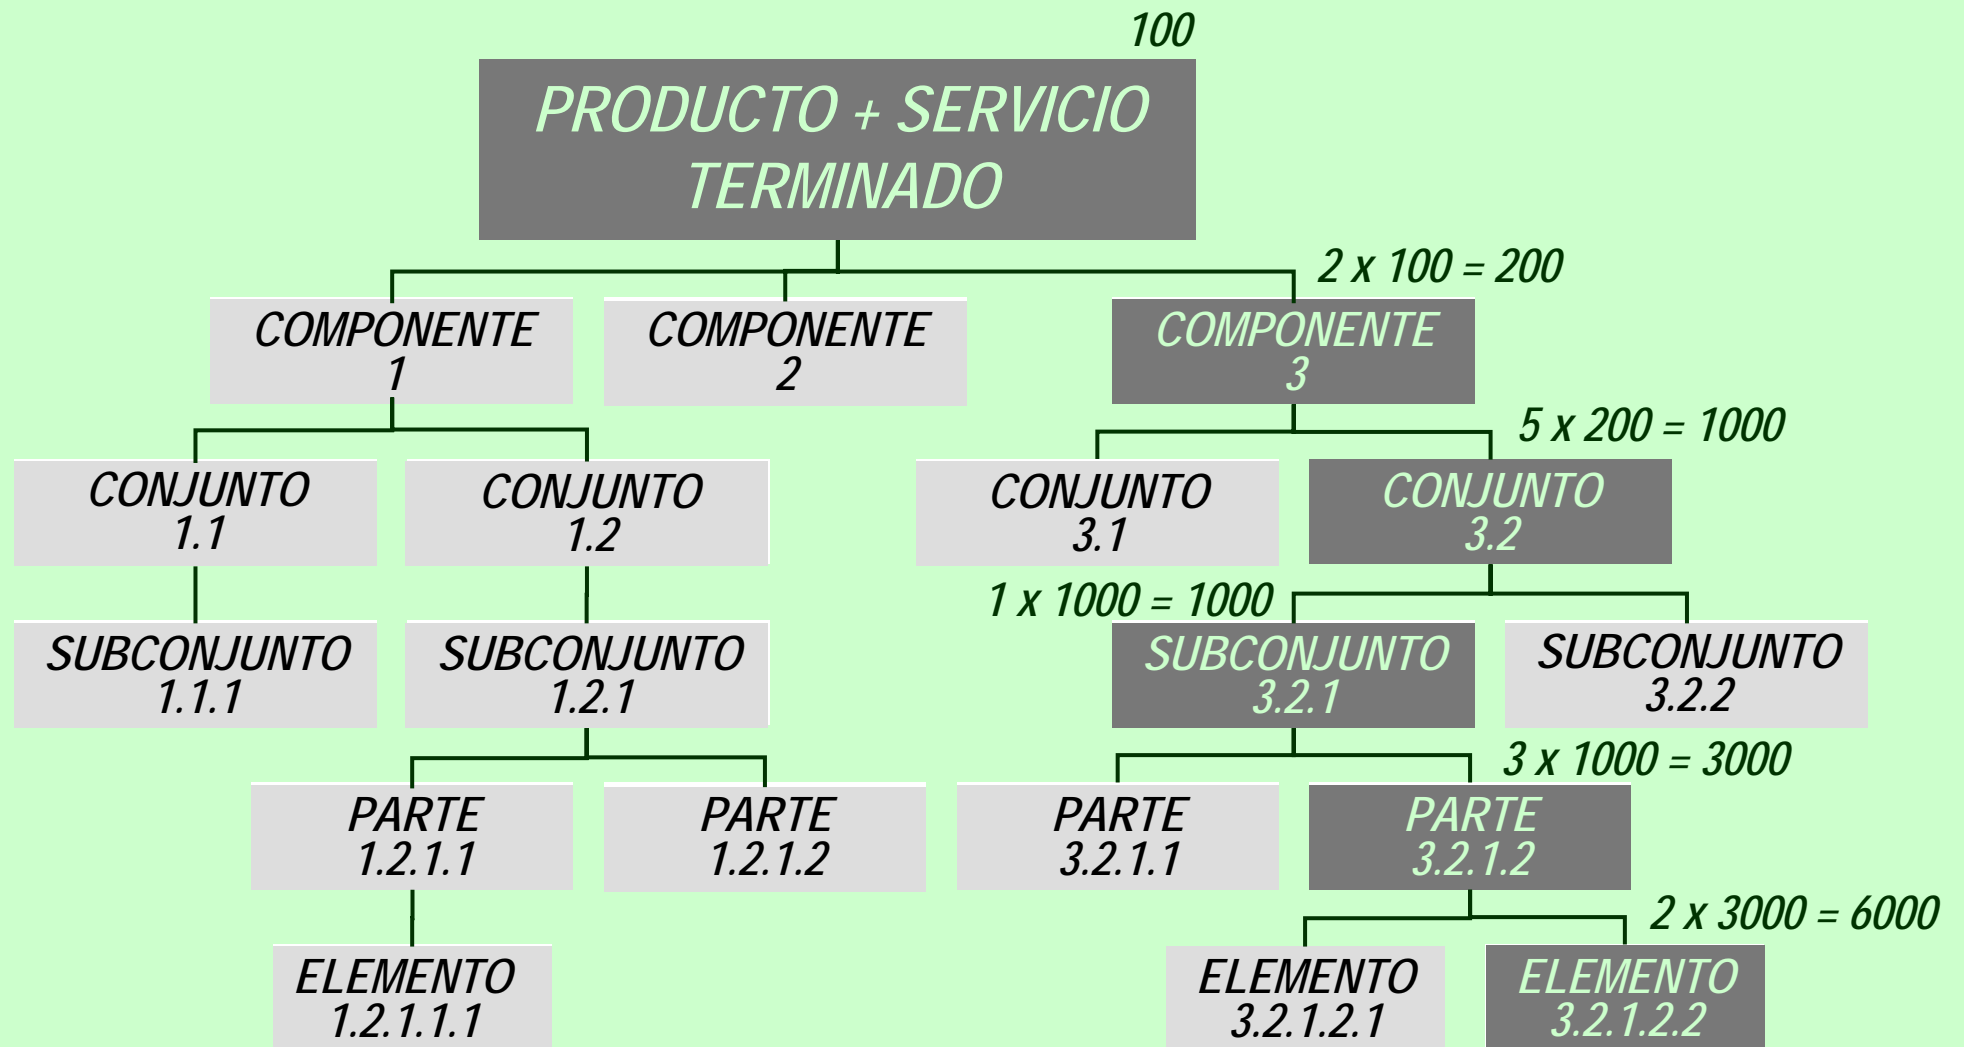 100
PRODUCTO + SERVICIO
TERMINADO
2 x 100 = 200
COMPONENTE
1
COMPONENTE
2
COMPONENTE
3
5 x 200 = 1000
CONJUNTO
1.1
CONJUNTO
1.2
CONJUNTO
3.1
CONJUNTO
3.2
1 x 1000 = 1000
SUBCONJUNTO
1.1.1
SUBCONJUNTO
1.2.1
SUBCONJUNTO
3.2.1
SUBCONJUNTO
3.2.2
3 x 1000 = 3000
PARTE
1.2.1.1
PARTE
1.2.1.2
PARTE
3.2.1.1
PARTE
3.2.1.2
2 x 3000 = 6000
ELEMENTO
1.2.1.1.1
ELEMENTO
3.2.1.2.1
ELEMENTO
3.2.1.2.2